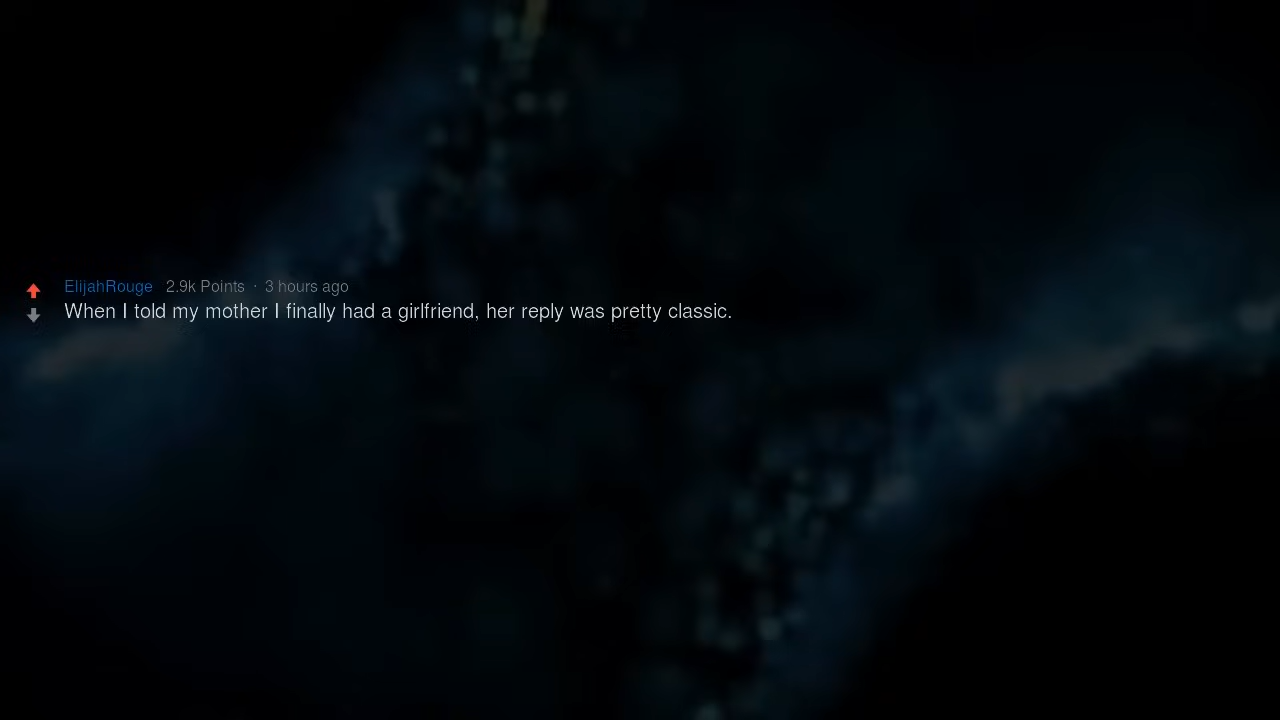 ElijahRouge 2.9k Points · 3 hours ago
When I told my mother I finally had a girlfriend, her reply was pretty classic.